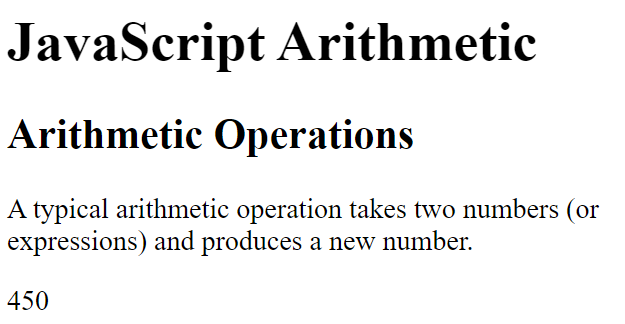 JavaScript Arithmetic
Arithmetic Operations
A typical arithmetic operation takes two numbers (or
expressions) and produces a new number.
450